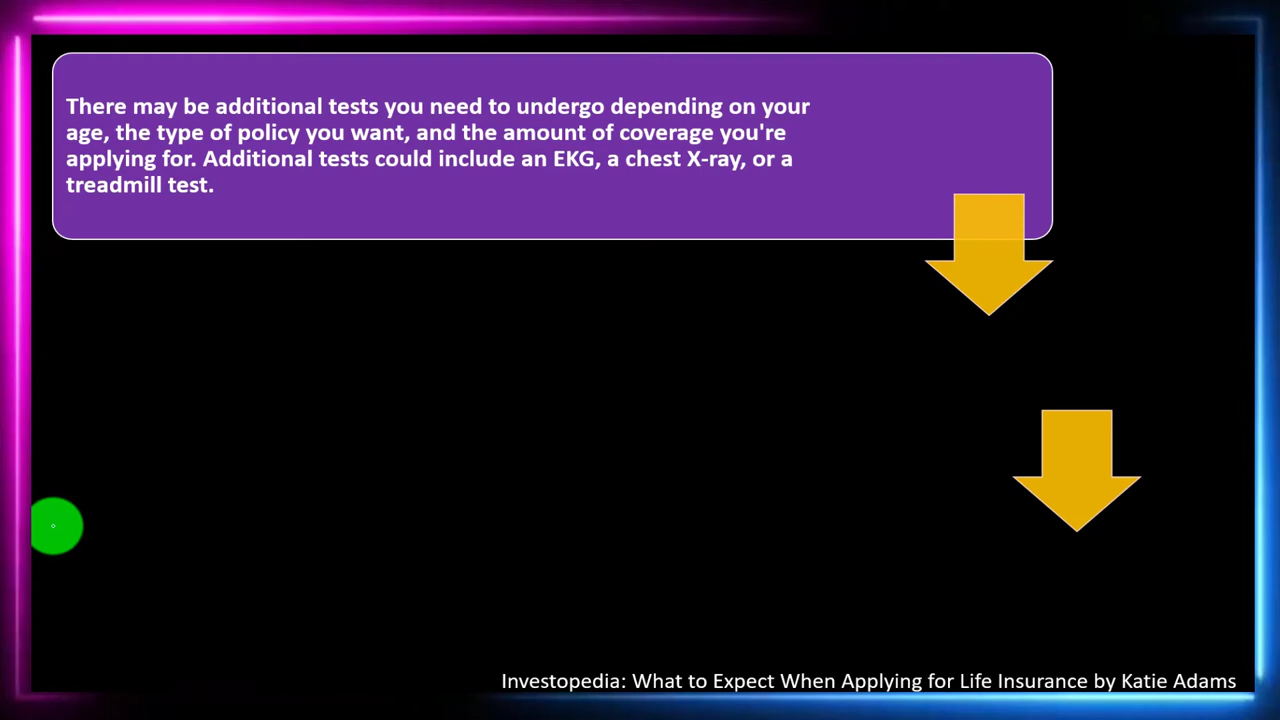 There may be additional tests you need to undergo depending on your
age, the type of policy you want, and the amount of coverage you're
applying for. Additional tests could include an EKG, a chest X-ray, or a
treadmill test.
Investopedia: What to Expect When Applying for Life Insurance by Katie Adams